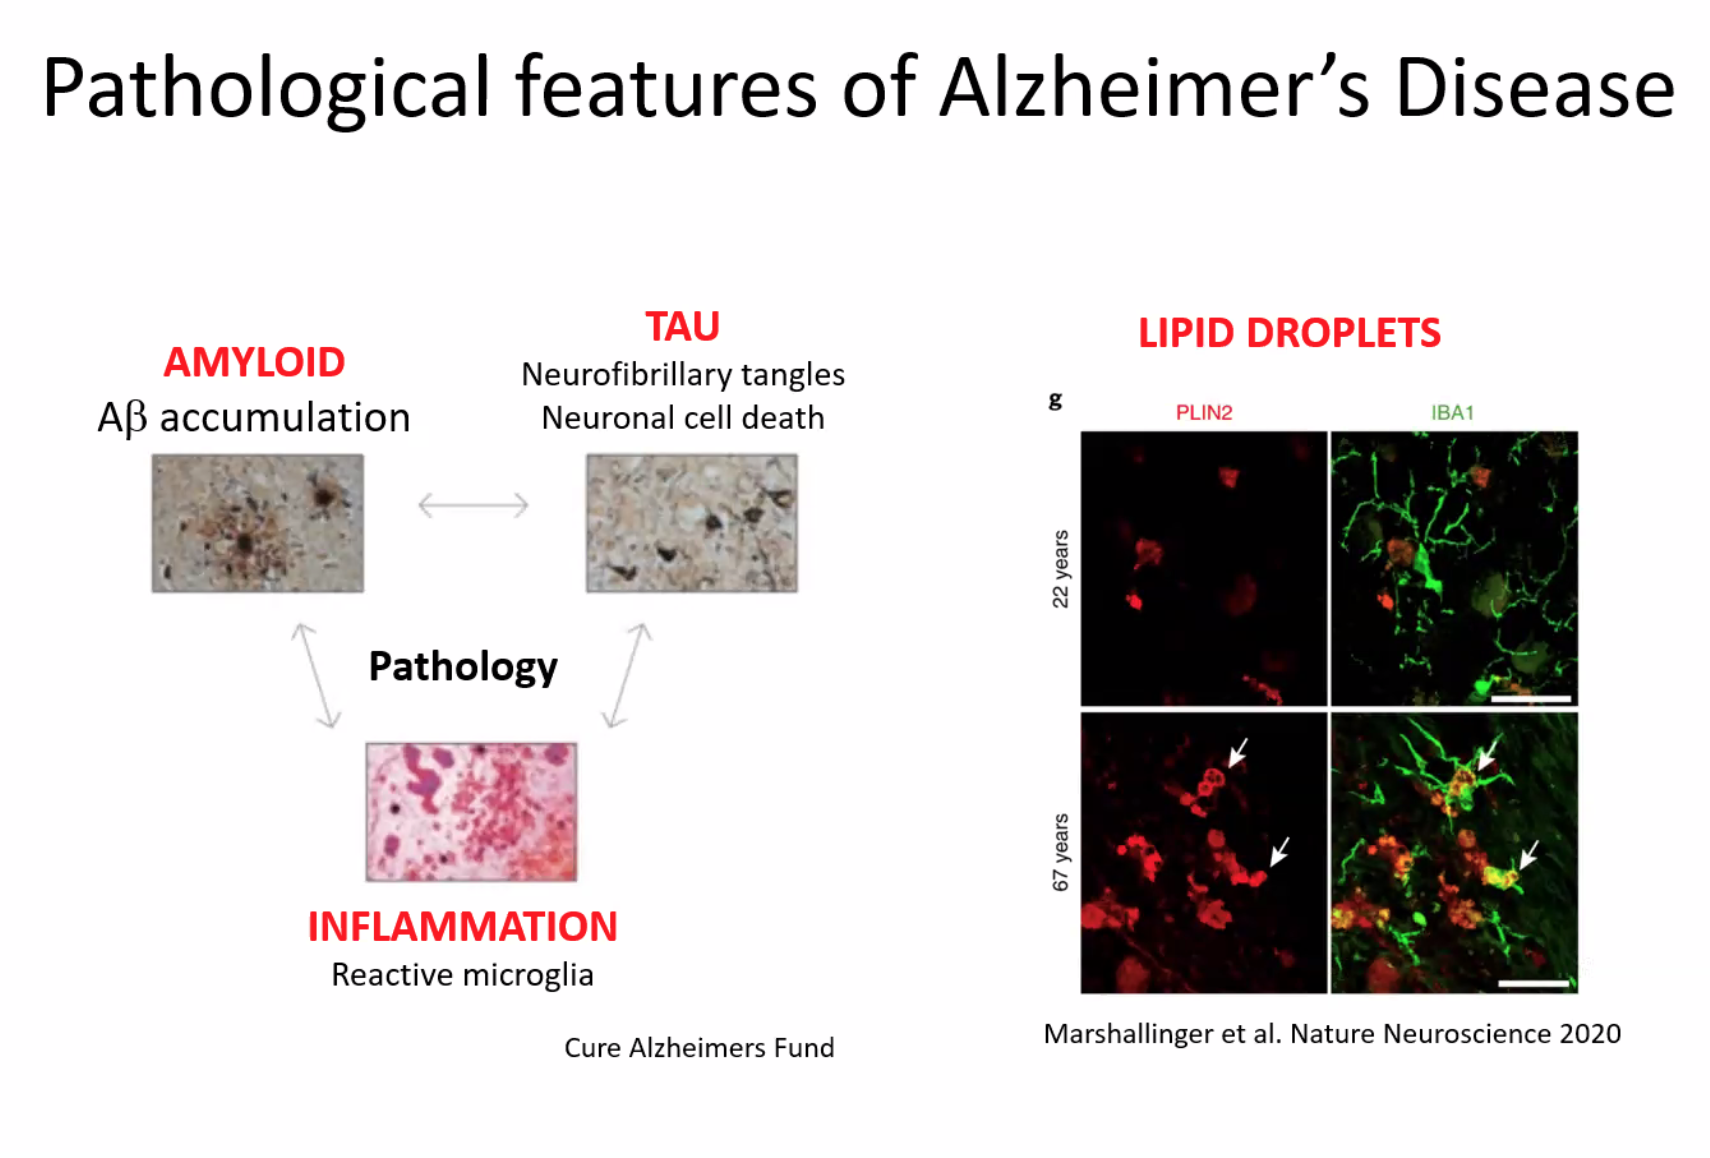 Pathological features of Alzheimer’s Disease
AMYLOID
Aβ accumulation
TAU
Neurofibrillary tangles
Neuronal cell death
Pathology
INFLAMMATION
Reactive microglia
Cure Alzheimers Fund
LIPID DROPLETS
g
PLIN2
IBA1
22 years
67 years
Marshallinger et al. Nature Neuroscience 2020